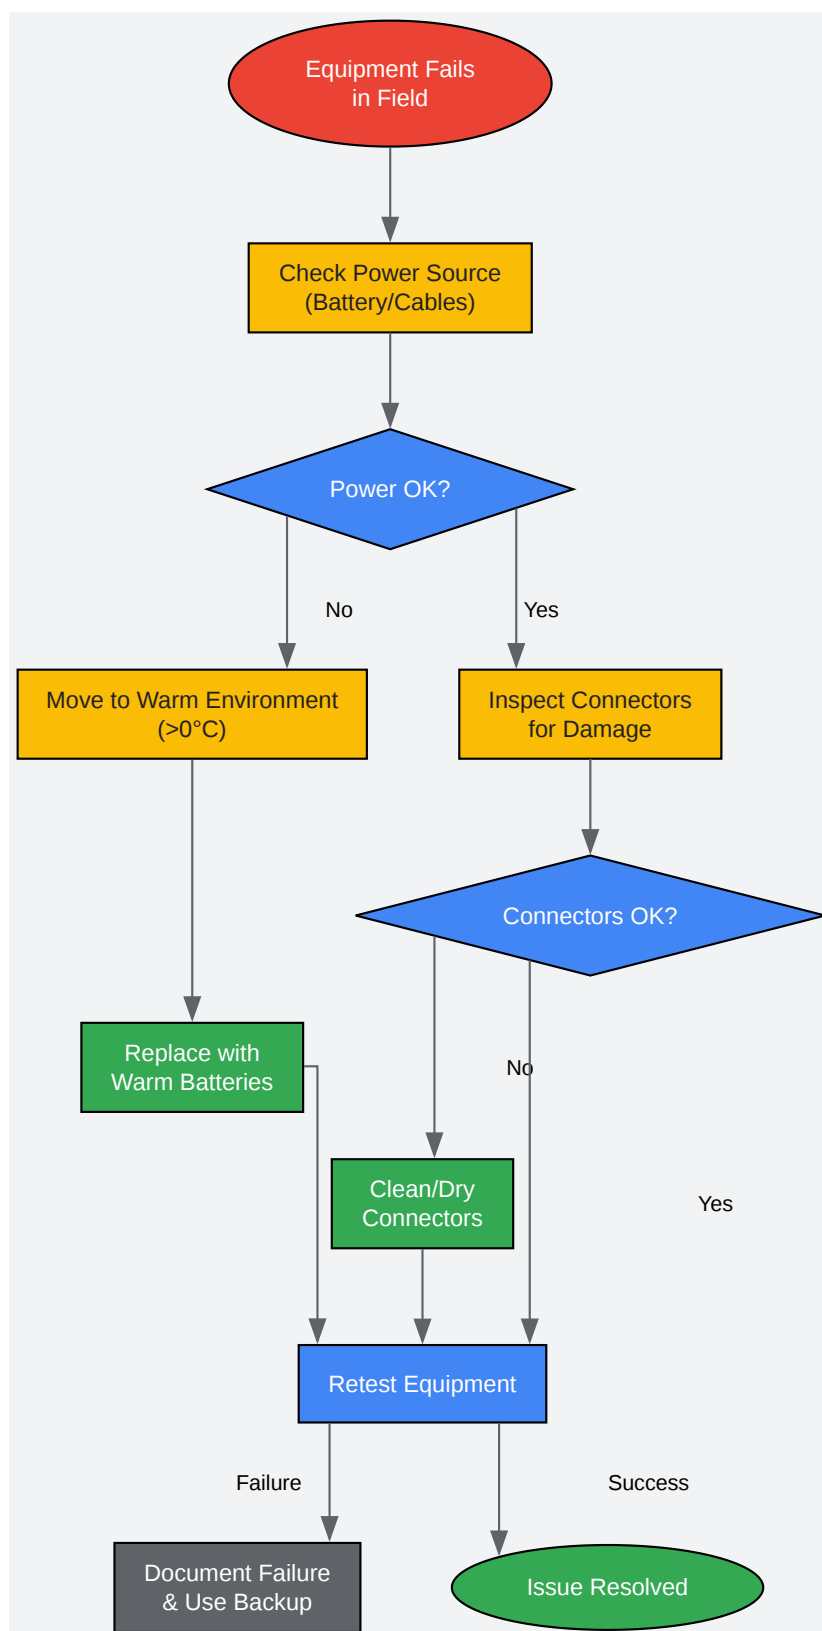 Equipment Fails
in Field
Check Power Source
(Battery/Cables)
Power OK?
No
Yes
Move to Warm Environment
(>0°C)
Inspect Connectors
for Damage
Connectors OK?
Replace with
Warm Batteries
No
Clean/Dry
Connectors
Yes
Retest Equipment
Failure
Success
Document Failure
& Use Backup
Issue Resolved